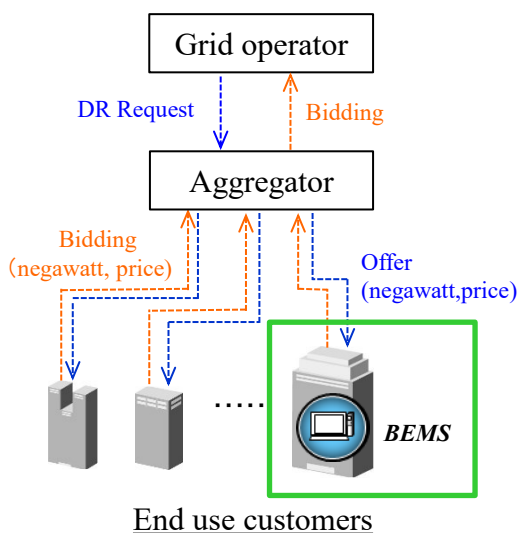 Grid operator
DR Request
Bidding
Aggregator
Bidding
（negawatt, price)
Offer
(negawatt,price)
.....
BEMS
End use customers